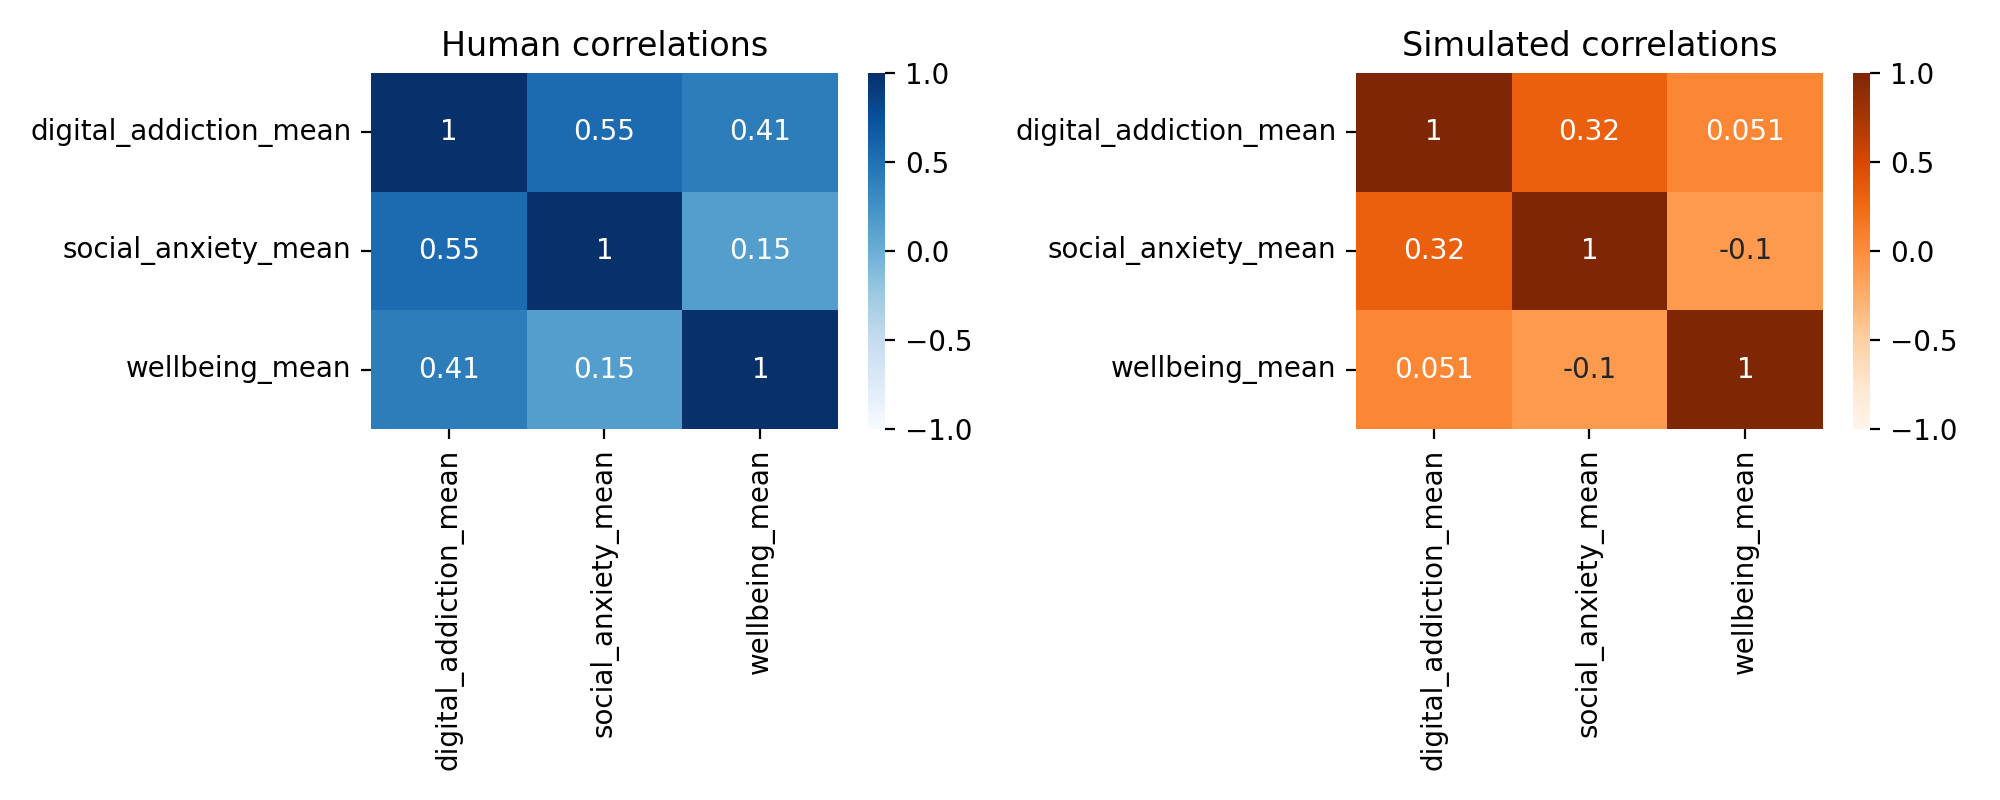 Human correlations
digital_addiction_mean 1 0.55 0.41
social_anxiety_mean 0.55 1 0.15
wellbeing_mean 0.41 0.15 1
digital_addiction_mean
social_anxiety_mean
wellbeing_mean
1.0
0.5
0.0
−0.5
−1.0
Simulated correlations
digital_addiction_mean 1 0.32 0.051
social_anxiety_mean 0.32 1 -0.1
wellbeing_mean 0.051 -0.1 1
digital_addiction_mean
social_anxiety_mean
wellbeing_mean
1.0
0.5
0.0
−0.5
−1.0